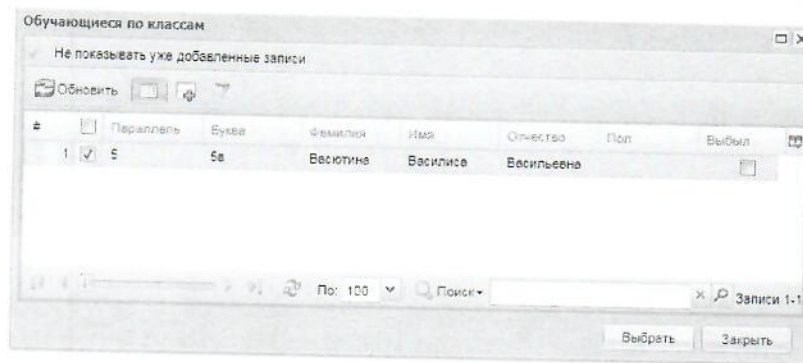 Обучающиеся по классам
Не показывать уже добавленные записи
Обновить
# Параллель Буква Фамилия Имя Отчество Пол Выбыл
1 5 5а Васютина Василиса Васильевна
По: 100 Поиск Записи 1-1
Выбрать Закрыть